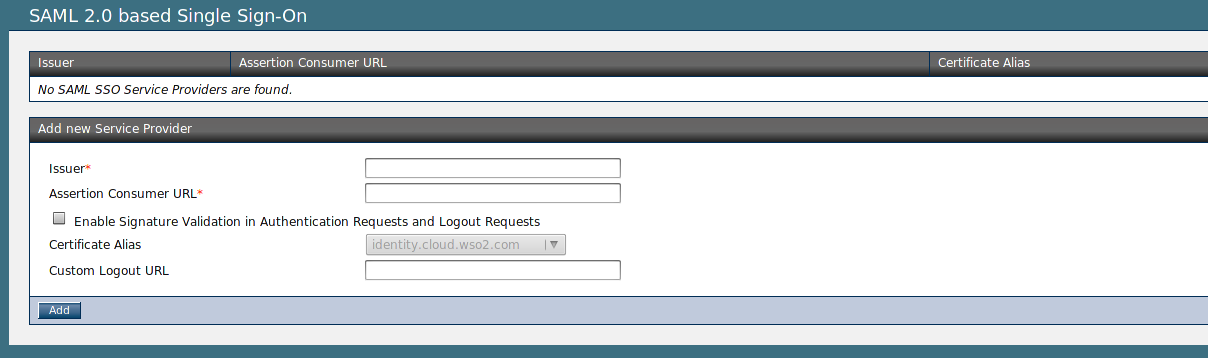 SAML 2.0 based Single Sign-On
Issuer Assertion Consumer URL Certificate Alias
No SAML SSO Service Providers are found.
Add new Service Provider
Issuer*
Assertion Consumer URL*
Enable Signature Validation in Authentication Requests and Logout Requests
Certificate Alias identity.cloud.wso2.com
Custom Logout URL
Add